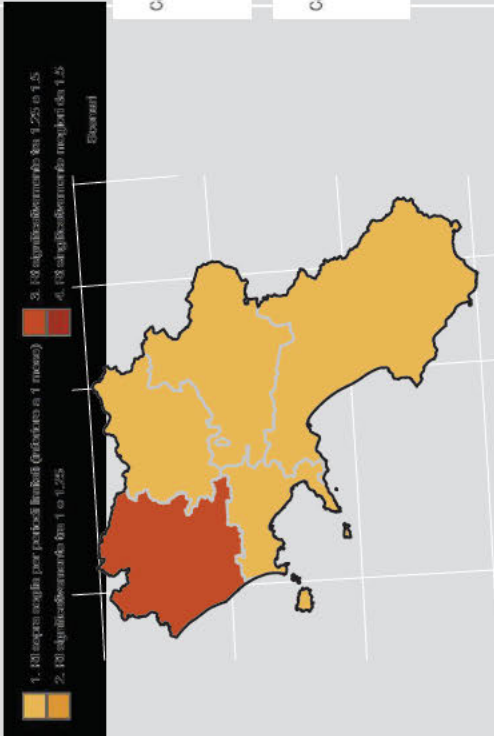 1. Rt sopra soglia per periodi limitati (inferiore a 1 mese)
2. Rt significativamente tra 1 e 1,25
3. Rt significativamente tra 1,25 e 1.5
4. Rt singificativamente maggiori da 1.5
Scenari
C
C